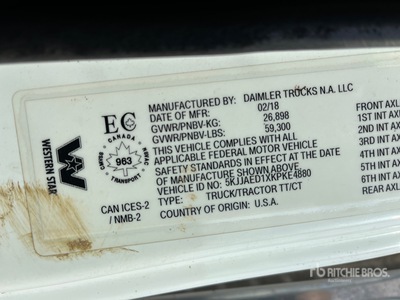 WESTERN STAR
EC
CANADA
963
TRANSPORT
CAN ICES-2
/ NMB-2
MANUFACTURED BY: DAIMLER TRUCKS N.A. LLC
DATE OF MFR: 02/18
GVWR/PNBV-KG: 26,898
GVWR/PNBV-LBS: 59,300
THIS VEHICLE COMPLIES WITH ALL
APPLICABLE FEDERAL MOTOR VEHICLE
SAFETY STANDARDS IN EFFECT AT DATE
OF MANUFACTURE SHOWN ABOVE.
VEHICLE ID NO.: 5KJJAED1XKPKE4880
TYPE: TRUCK/TRACTOR TT/CT
COUNTRY OF ORIGIN: U.S.A.
FRONT AXL
1ST INT AX
2ND INT AX
3RD INT AX
4TH INT AX
5TH INT A
6TH INT A
REAR AXL
rb RITCHIE BROS.